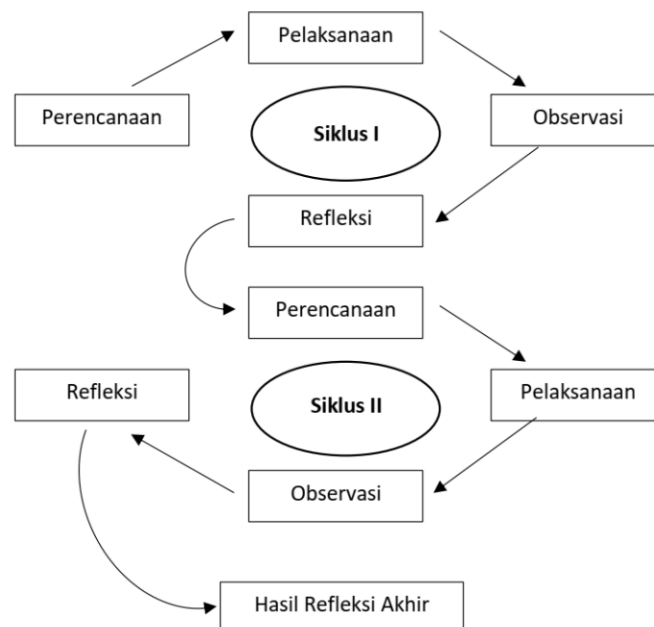 Pelaksanaan
Perencanaan
Siklus I
Observasi
Refleksi
Perencanaan
Refleksi
Siklus II
Pelaksanaan
Observasi
Hasil Refleksi Akhir